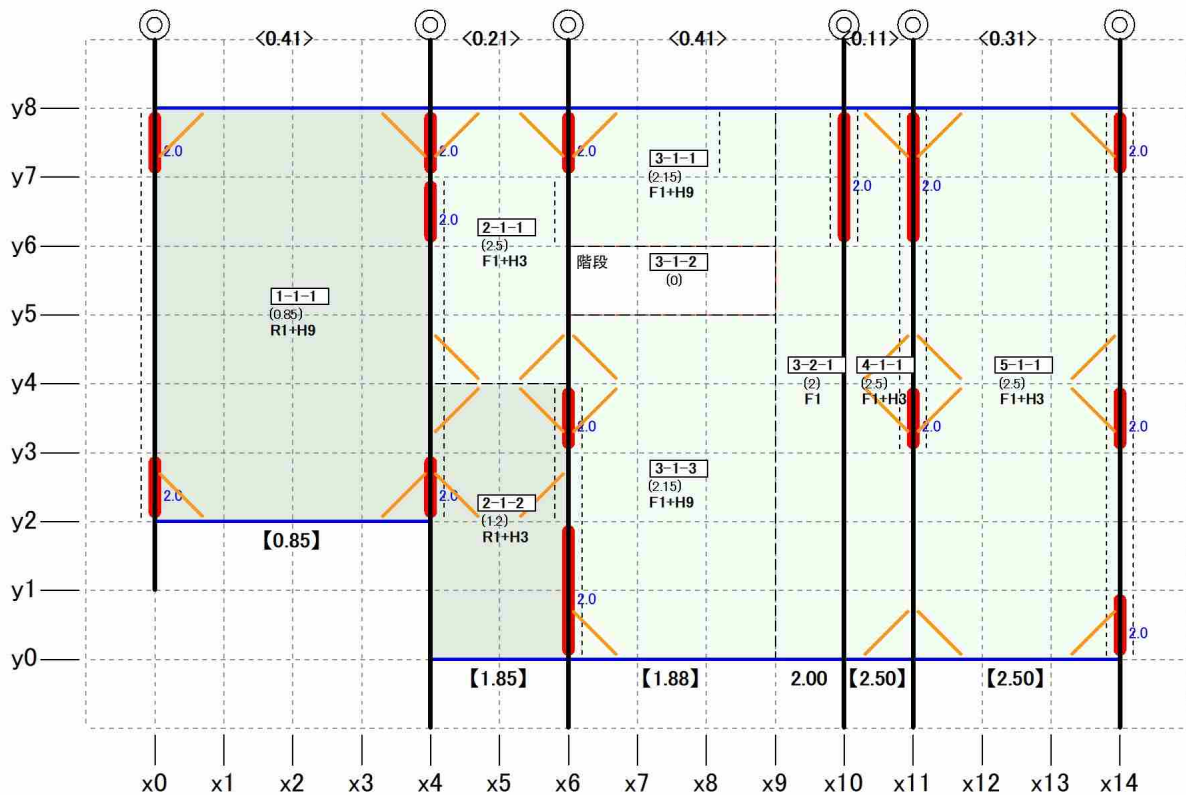 <0.41> <0.21> <0.41> <0.11> <0.31>
y8
2.0 2.0 2.0 3-1-1 2.0 2.0 2.0
(2.15)
y7
F1+H9
2.0 2-1-1
(2.5)
y6
F1+H3 階段 3-1-2
(0)
1-1-1
(0.85)
y5
R1+H9
3-2-1 4-1-1 5-1-1
y4
(2) (2.5) (2.5)
F1 F1+H3 F1+H3
2.0 2.0 2.0
y3
3-1-3
(2.15)
2.0 2.0 2-1-2 F1+H9
(1.2)
y2
R1+H3
【0.85】
y1
2.0
2.0
y0
【1.85】 【1.88】 2.00 【2.50】 【2.50】
x0 x1 x2 x3 x4 x5 x6 x7 x8 x9 x10 x11 x12 x13 x14